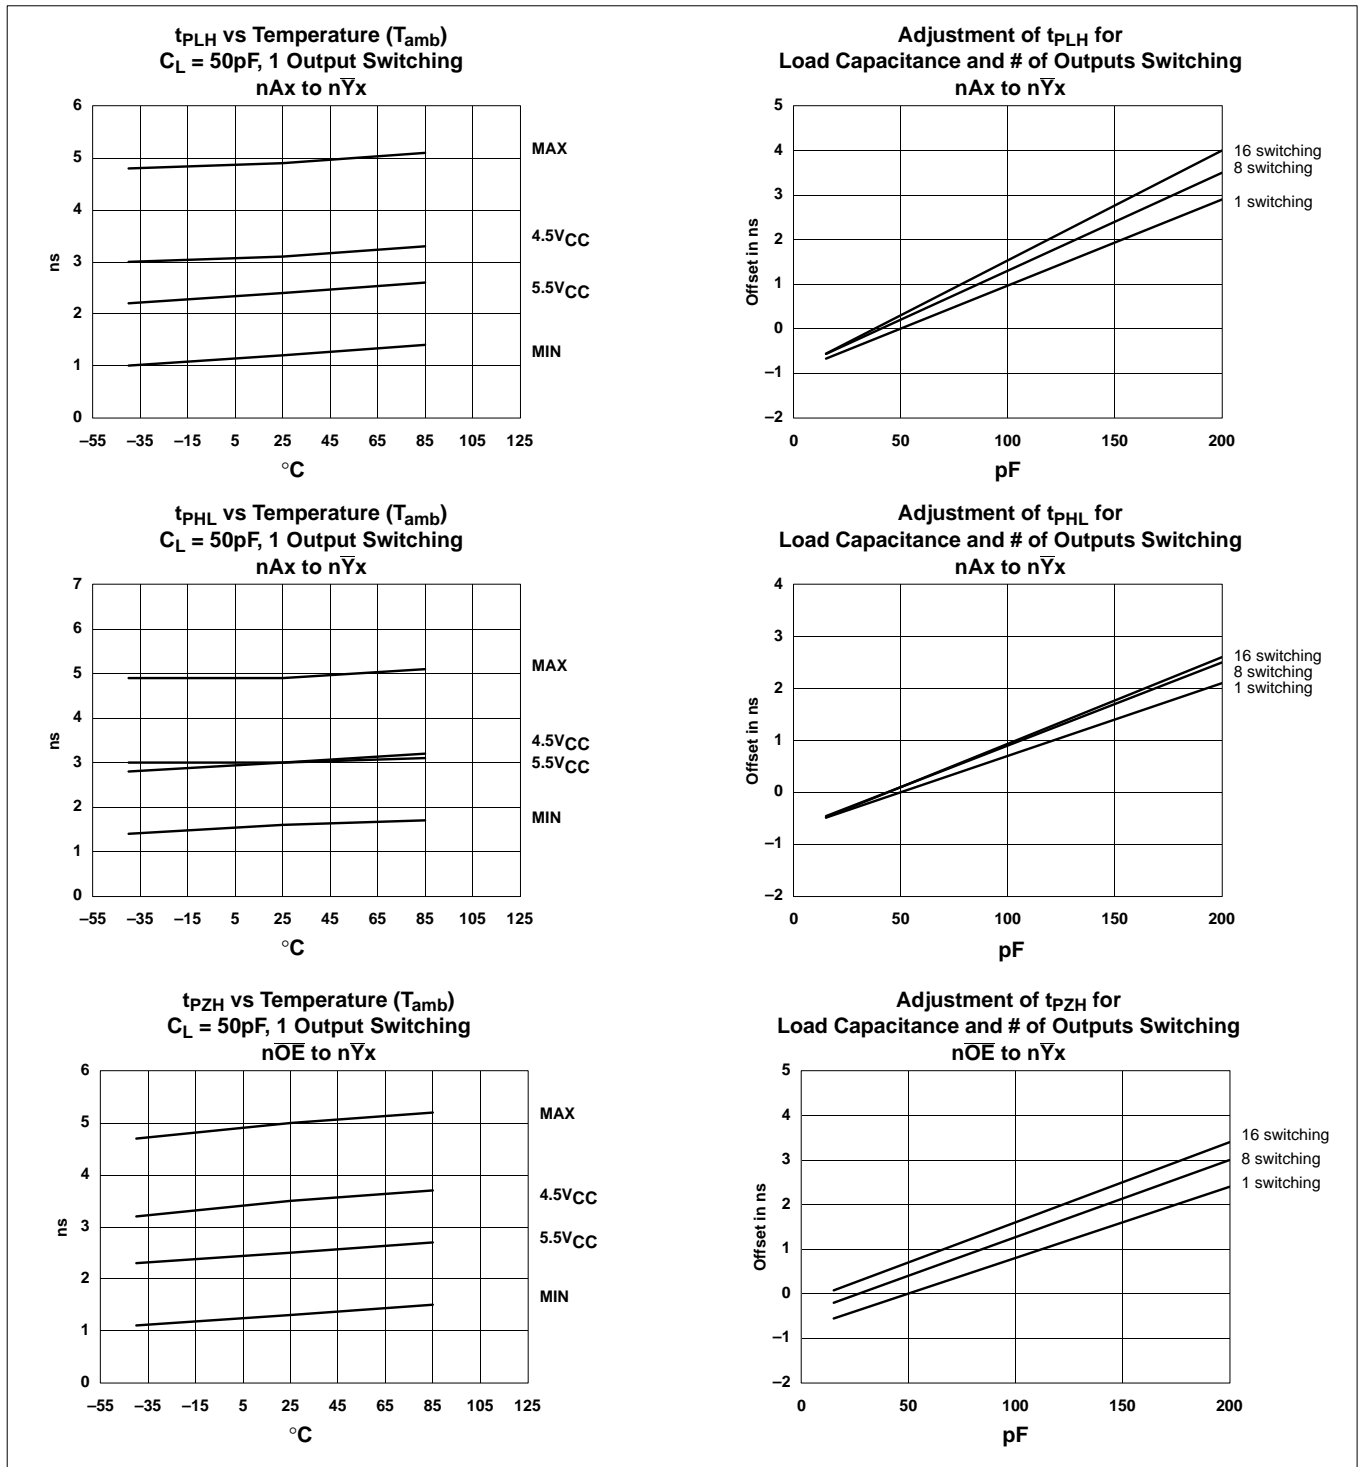 tPLH vs Temperature (Tamb)
CL = 50pF, 1 Output Switching
nAx to nY̅x
6
5
4
3
2
1
0
ns
MAX
4.5VCC
5.5VCC
MIN
–55 –35 –15 5 25 45 65 85 105 125
°C
Adjustment of tPLH for
Load Capacitance and # of Outputs Switching
nAx to nY̅x
5
4
3
2
1
0
–1
–2
Offset in ns
16 switching
8 switching
1 switching
0 50 100 150 200
pF
tPHL vs Temperature (Tamb)
CL = 50pF, 1 Output Switching
nAx to nY̅x
7
6
5
4
3
2
1
0
ns
MAX
4.5VCC
5.5VCC
MIN
–55 –35 –15 5 25 45 65 85 105 125
°C
Adjustment of tPHL for
Load Capacitance and # of Outputs Switching
nAx to nY̅x
4
3
2
1
0
–1
–2
Offset in ns
16 switching
8 switching
1 switching
0 50 100 150 200
pF
tPZH vs Temperature (Tamb)
CL = 50pF, 1 Output Switching
nO̅E̅ to nY̅x
6
5
4
3
2
1
0
ns
MAX
4.5VCC
5.5VCC
MIN
–55 –35 –15 5 25 45 65 85 105 125
°C
Adjustment of tPZH for
Load Capacitance and # of Outputs Switching
nO̅E̅ to nY̅x
5
4
3
2
1
0
–1
–2
Offset in ns
16 switching
8 switching
1 switching
0 50 100 150 200
pF